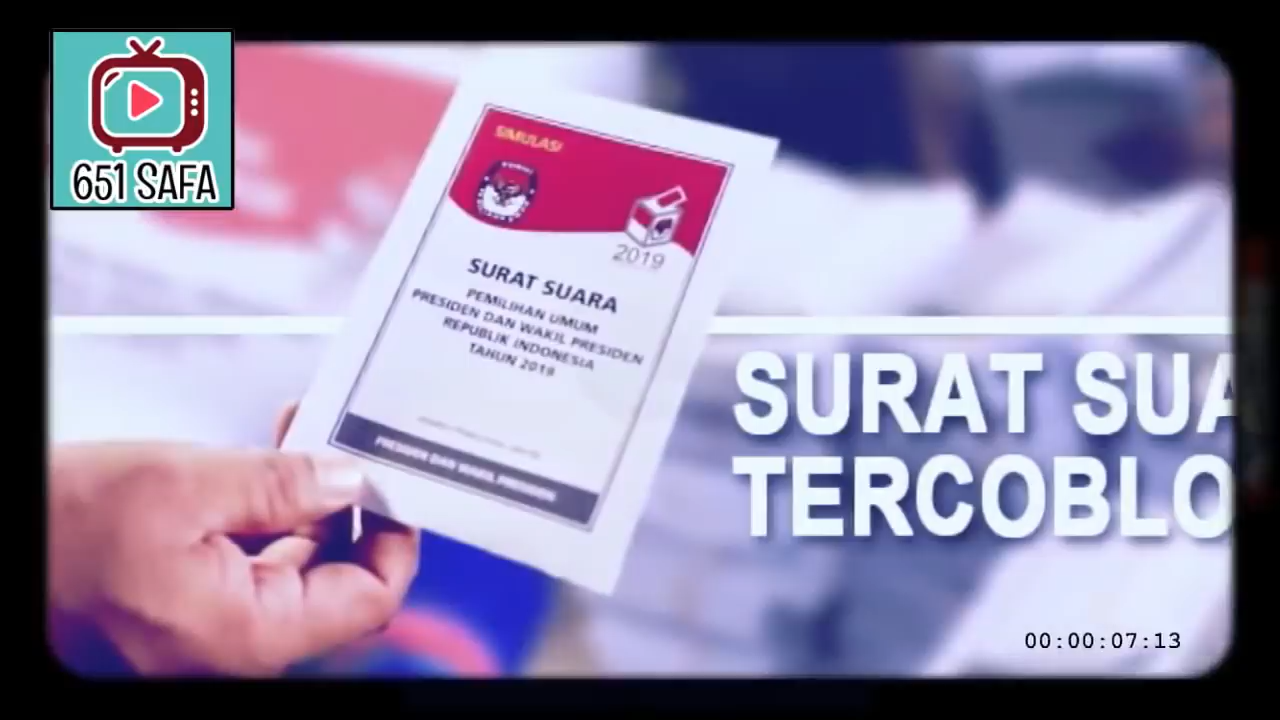 651 SAFA
SIMULASI
2019
SURAT SUARA
PEMILIHAN UMUM
PRESIDEN DAN WAKIL PRESIDEN
REPUBLIK INDONESIA
TAHUN 2019
PRESIDEN DAN WAKIL PRESIDEN
SURAT SUA
TERCOBLO
00:00:07:13